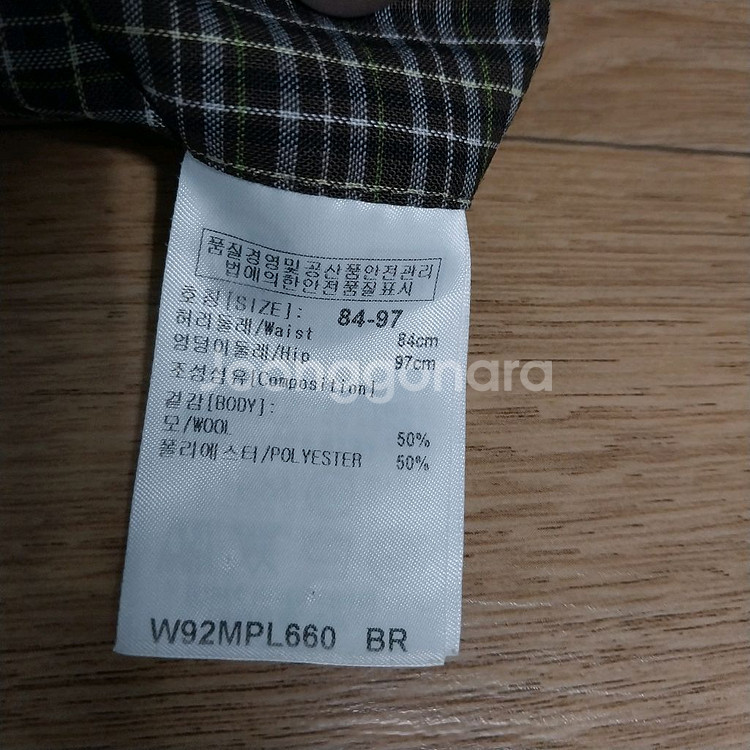 품질경영및 공산품안전관리
법에의한안전품질표시
호칭[SIZE]: 84-97
허리둘레/Waist 84cm
엉덩이둘레/Hip 97cm
조성섬유[Composition]
겉감[BODY]:
모/WOOL 50%
폴리에스터/POLYESTER 50%
W92MPL660 BR
joonggonara